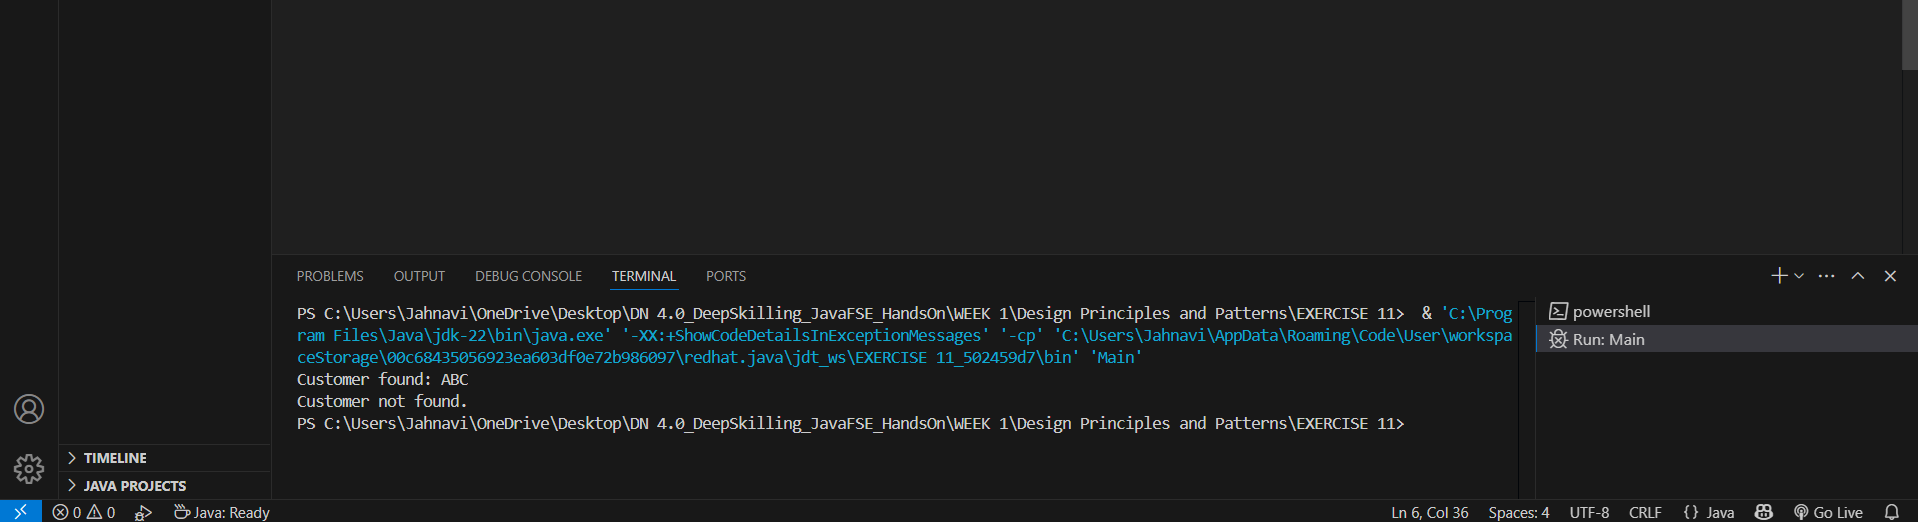 PROBLEMS OUTPUT DEBUG CONSOLE TERMINAL PORTS
PS C:\Users\Jahnavi\OneDrive\Desktop\DN 4.0_DeepSkilling_JavaFSE_HandsOn\WEEK 1\Design Principles and Patterns\EXERCISE 11>  & 'C:\Prog
ram Files\Java\jdk-22\bin\java.exe' '-XX:+ShowCodeDetailsInExceptionMessages' '-cp' 'C:\Users\Jahnavi\AppData\Roaming\Code\User\workspa
ceStorage\00c68435056923ea603df0e72b986097\redhat.java\jdt_ws\EXERCISE 11_502459d7\bin' 'Main'
Customer found: ABC
Customer not found.
PS C:\Users\Jahnavi\OneDrive\Desktop\DN 4.0_DeepSkilling_JavaFSE_HandsOn\WEEK 1\Design Principles and Patterns\EXERCISE 11>
powershell
Run: Main
TIMELINE
JAVA PROJECTS
0 0 Java: Ready Ln 6, Col 36 Spaces: 4 UTF-8 CRLF {} Java Go Live